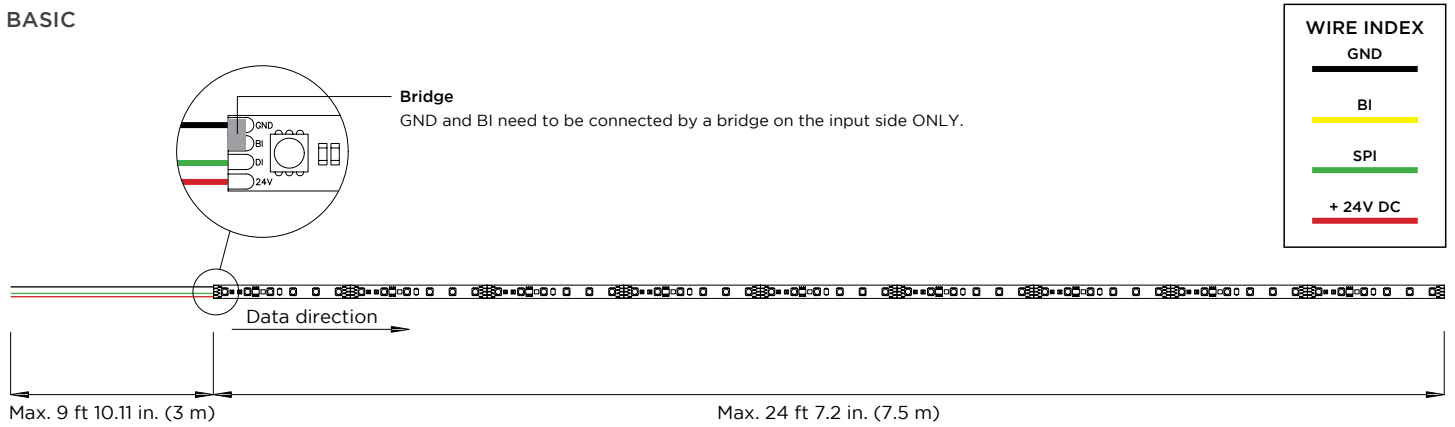 BASIC
WIRE INDEX
GND
BI
SPI
+ 24V DC
Bridge
GND and BI need to be connected by a bridge on the input side ONLY.
GND
BI
DI
24V
Data direction
Max. 9 ft 10.11 in. (3 m)
Max. 24 ft 7.2 in. (7.5 m)